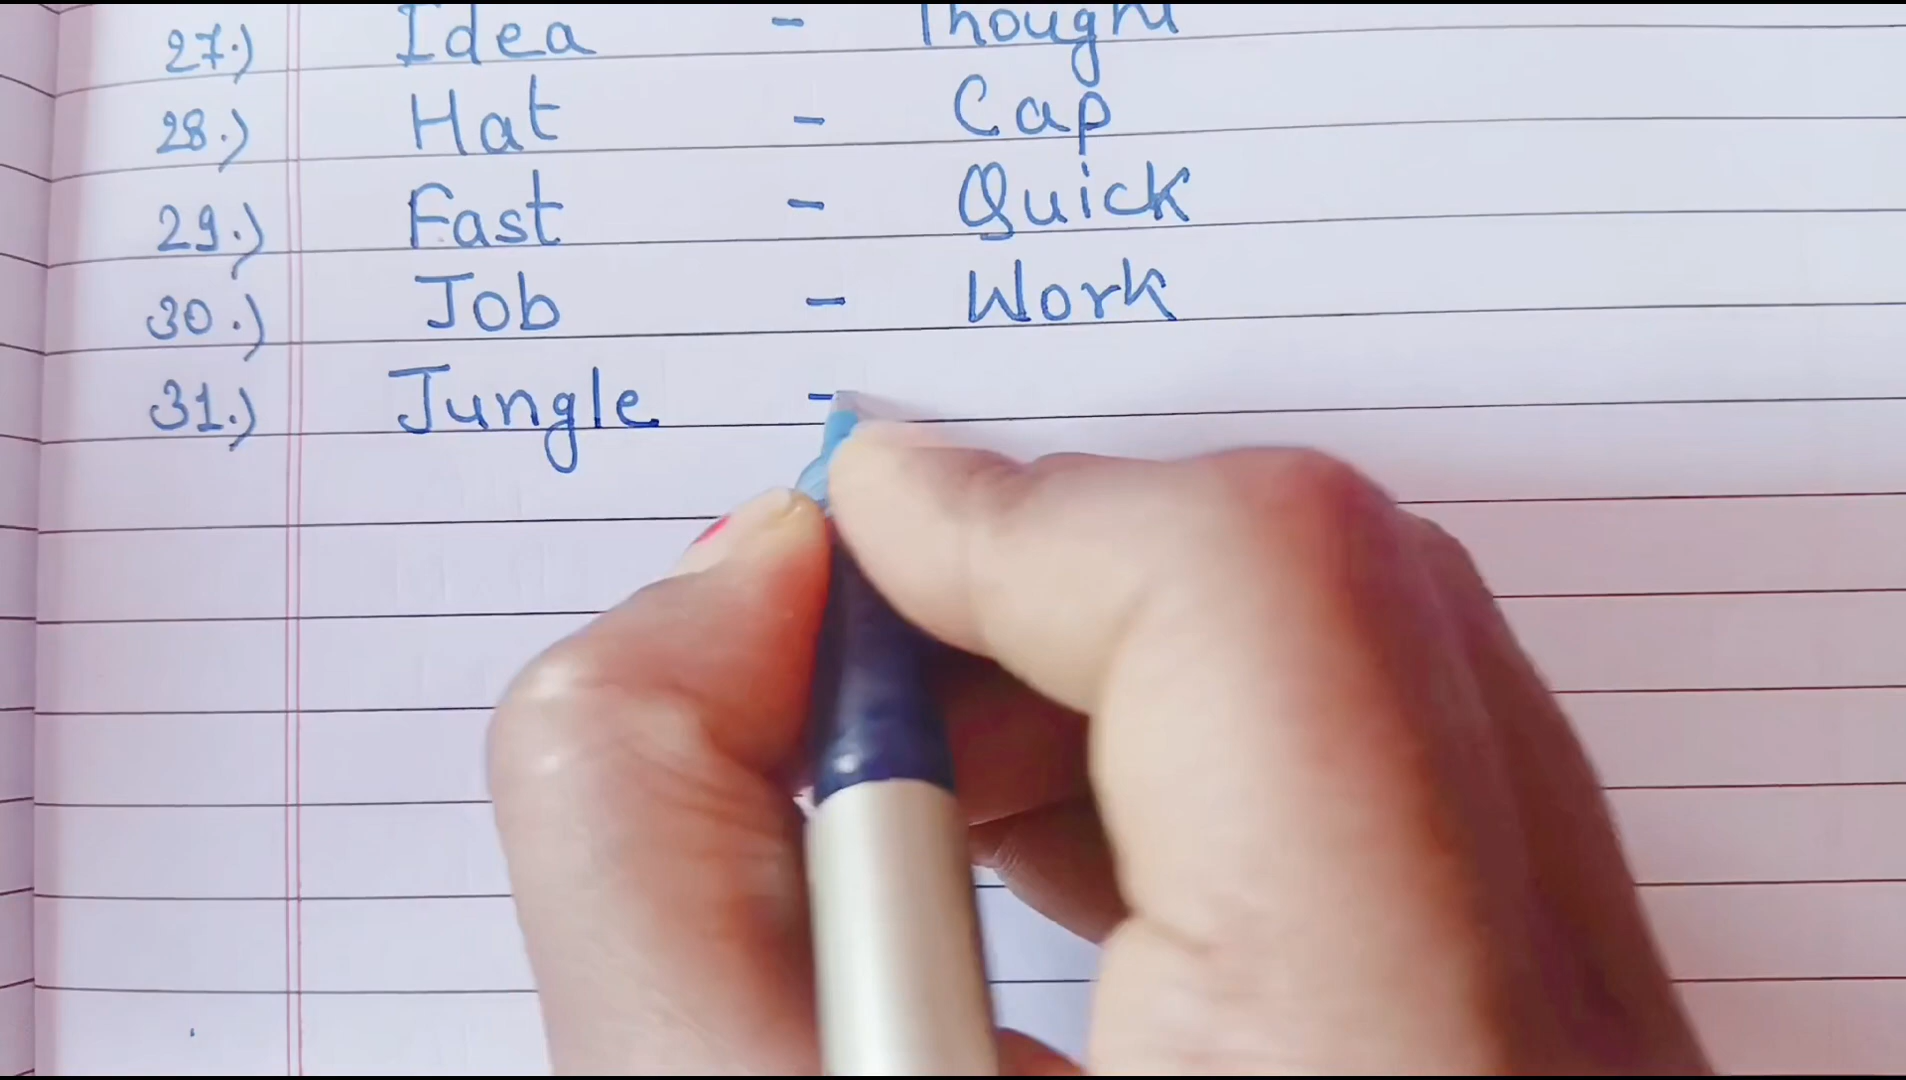 27.) Idea - Thought
28.) Hat - Cap
29.) Fast - Quick
30.) Job - Work
31.) Jungle -